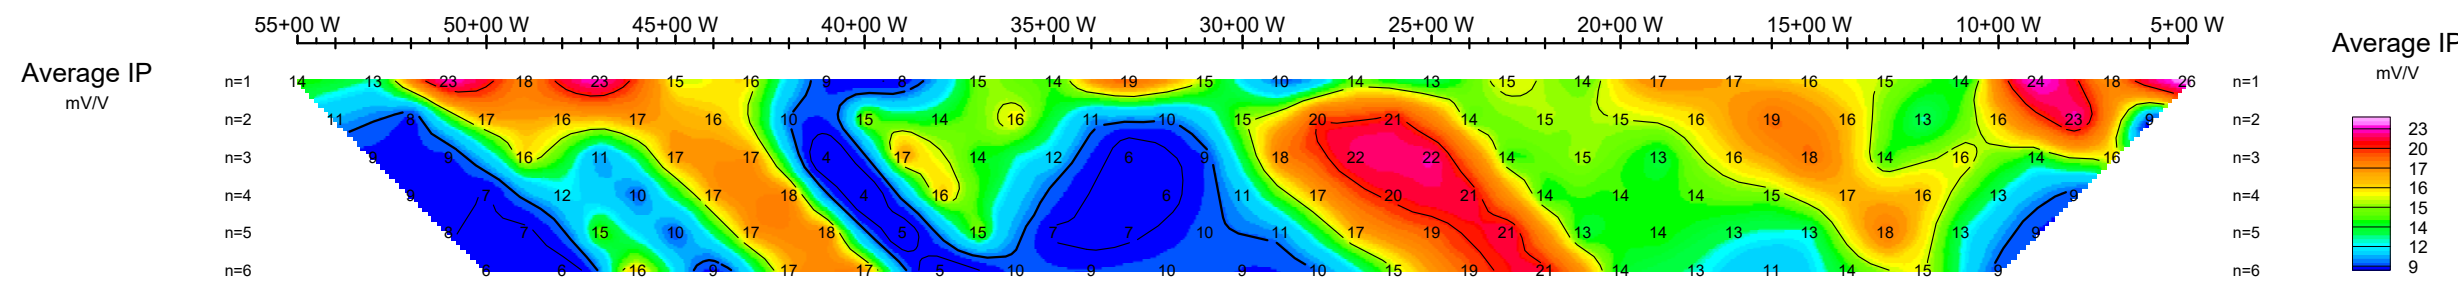 55+00 W 50+00 W 45+00 W 40+00 W 35+00 W 30+00 W 25+00 W 20+00 W 15+00 W 10+00 W 5+00 W
Average IP
mV/V
n=1 14 13 23 18 23 15 16 9 8 15 14 19 15 10 14 13 15 14 17 17 16 15 14 24 18 26 n=1
n=2 11 8 17 16 17 16 10 15 14 16 11 10 15 20 21 14 15 15 16 19 16 13 16 23 9 n=2
n=3 9 9 16 11 17 17 4 17 14 12 6 9 18 22 22 14 15 13 16 18 14 16 14 16 n=3
n=4 9 7 12 10 17 18 4 16 6 11 17 20 21 14 14 14 15 17 16 13 9 n=4
n=5 8 7 15 10 17 18 5 15 7 7 10 11 17 19 21 13 14 13 13 18 13 9 n=5
n=6 6 6 16 9 17 17 5 10 9 10 9 10 15 19 21 14 13 11 14 15 9 n=6
Average IP
mV/V
23
20
17
16
15
14
12
9